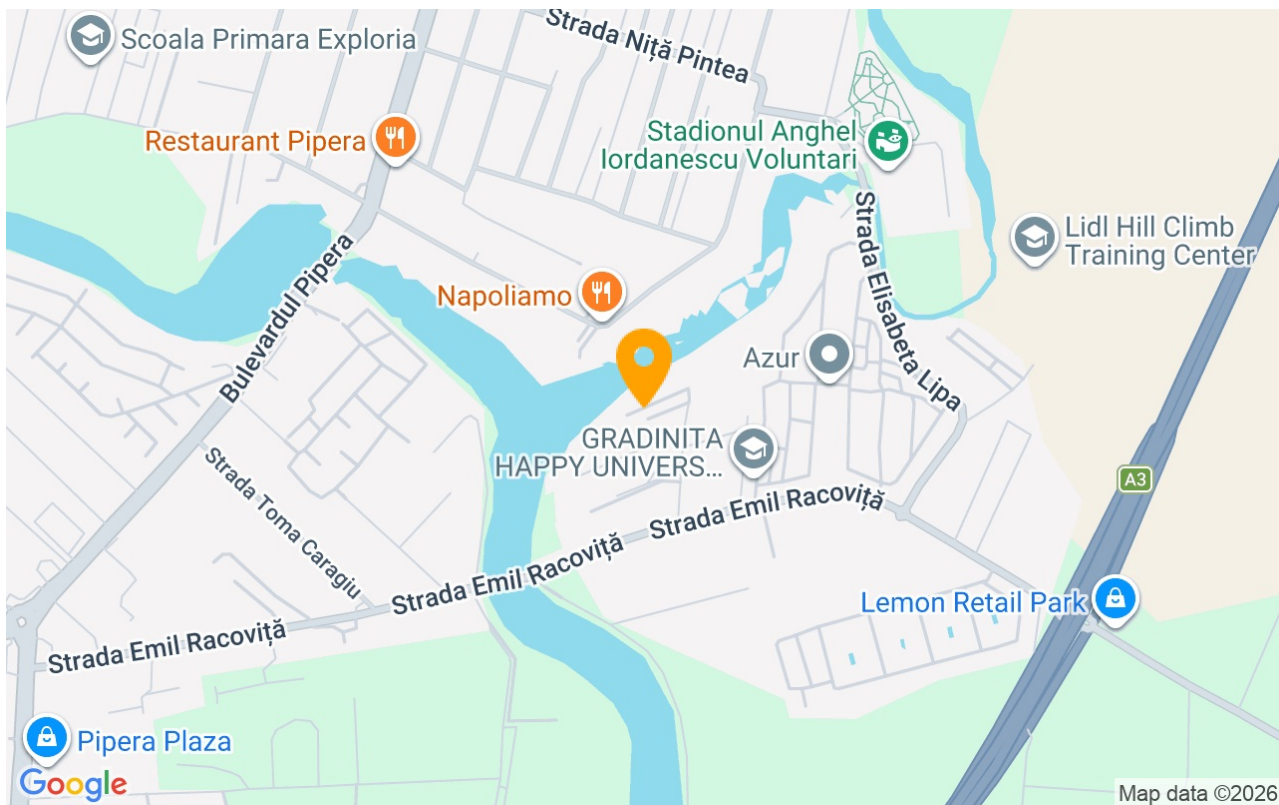 Strada Niță Pintea
Scoala Primara Exploria
Restaurant Pipera
Stadionul Anghel
Iordanescu Voluntari
Lidl Hill Climb
Training Center
Bulevardul Pipera
Strada Elisabeta Lipa
Napoliamo
Azur
GRADINITA
HAPPY UNIVERS...
A3
Strada Toma Caragiu
Strada Emil Racoviță
Strada Emil Racoviță
Strada Emil Racoviță
Lemon Retail Park
Pipera Plaza
Google
Map data ©2026